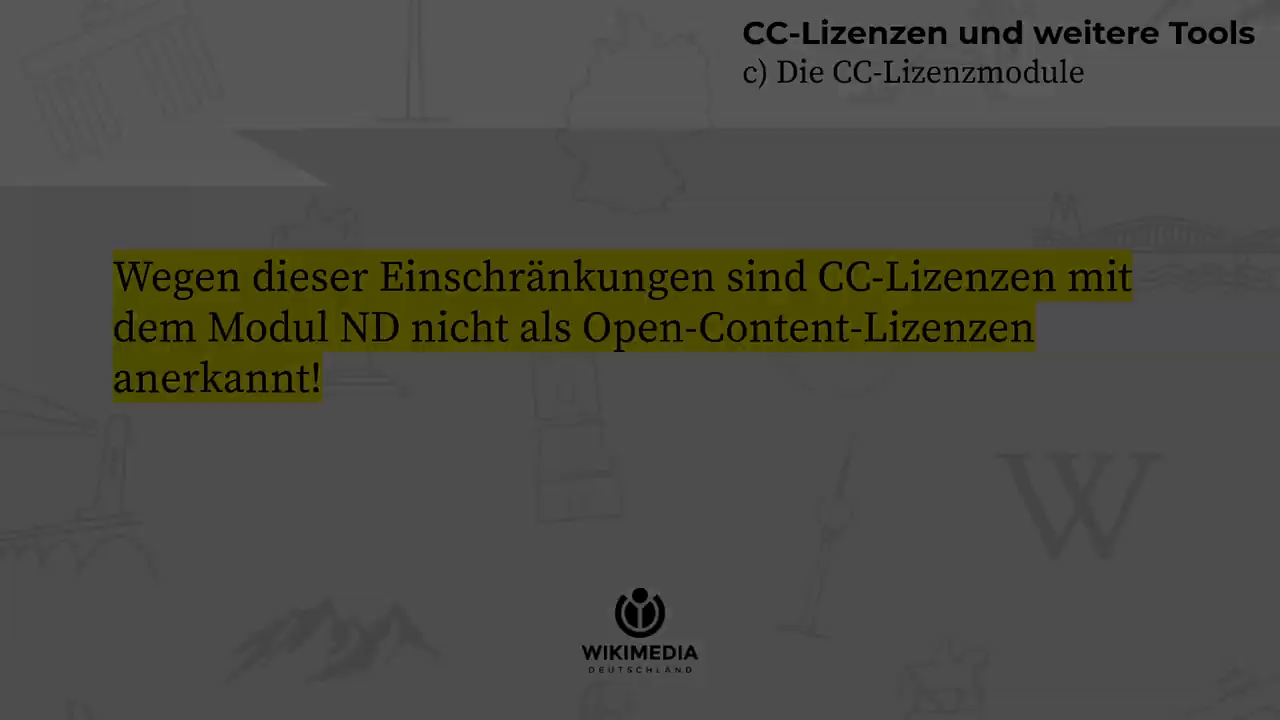 CC-Lizenzen und weitere Tools
c) Die CC-Lizenzmodule
Wegen dieser Einschränkungen sind CC-Lizenzen mit
dem Modul ND nicht als Open-Content-Lizenzen
anerkannt!
W
WIKIMEDIA
DEUTSCHLAND